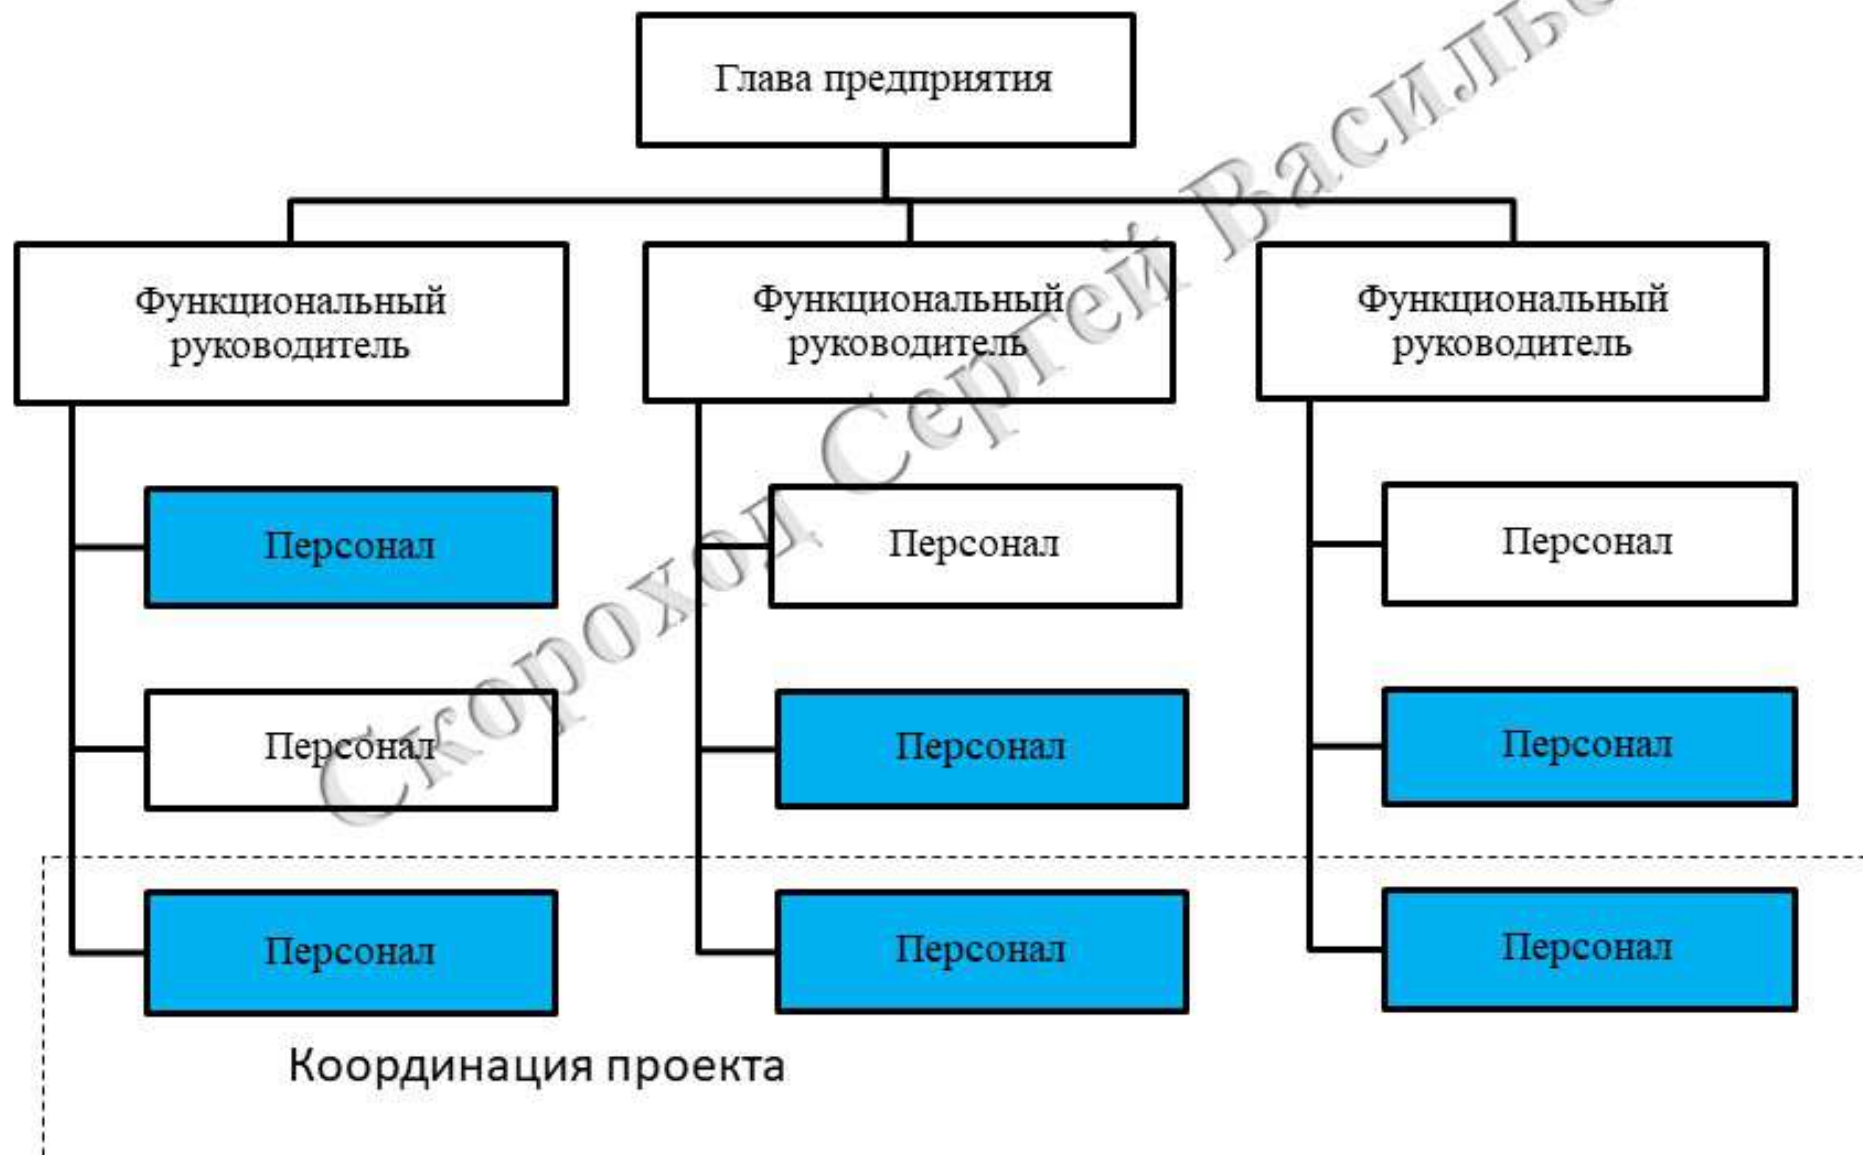 Глава предприятия
Функциональный
руководитель
Функциональный
руководитель
Функциональный
руководитель
Персонал
Персонал
Персонал
Персонал
Персонал
Персонал
Персонал
Персонал
Персонал
Координация проекта
Скороход Сергей